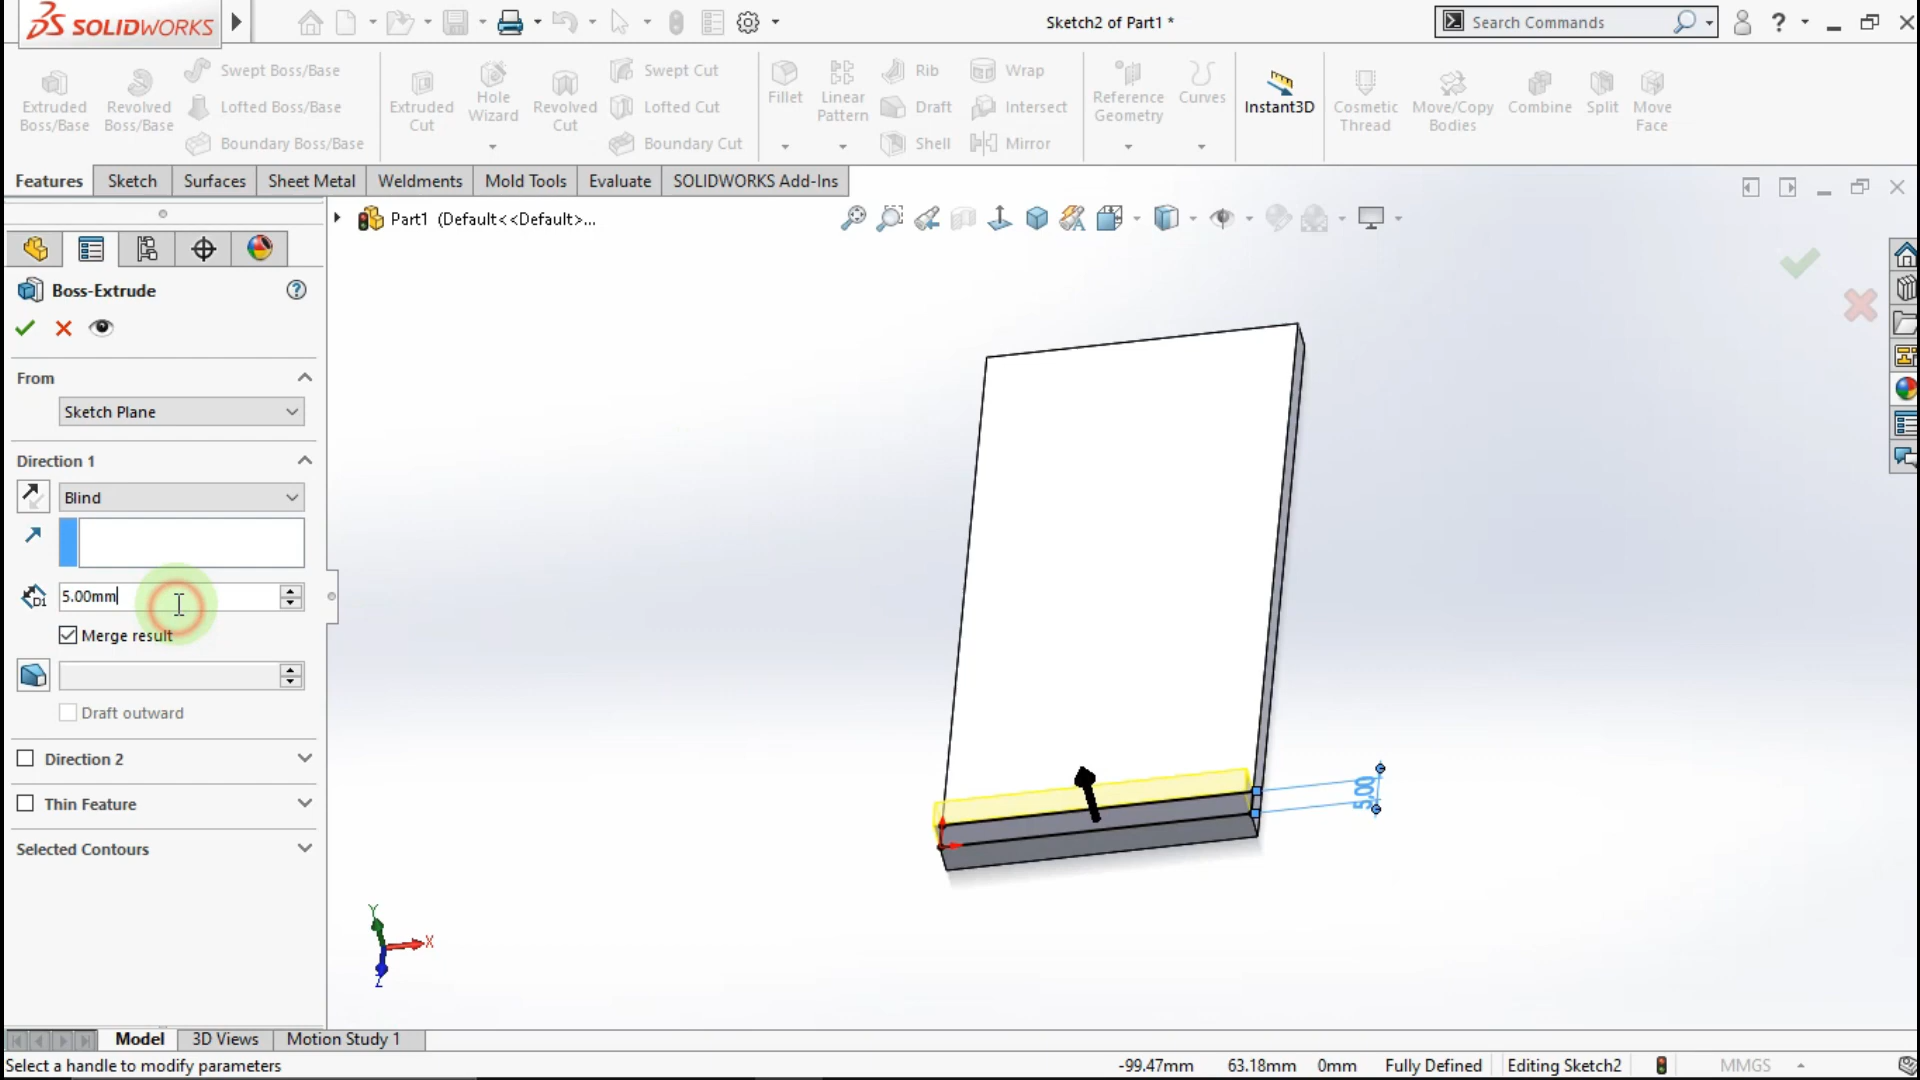 SOLIDWORKS
Sketch2 of Part1 *
Search Commands
?
Extruded
Boss/Base
Revolved
Boss/Base
Swept Boss/Base
Lofted Boss/Base
Boundary Boss/Base
Extruded
Cut
Hole
Wizard
Revolved
Cut
Swept Cut
Lofted Cut
Boundary Cut
Fillet
Linear
Pattern
Rib
Draft
Shell
Wrap
Intersect
Mirror
Reference
Geometry
Curves
Instant3D
Cosmetic
Thread
Move/Copy
Bodies
Combine
Split
Move
Face
Features
Sketch
Surfaces
Sheet Metal
Weldments
Mold Tools
Evaluate
SOLIDWORKS Add-Ins
Part1 (Default<<Default>...
Boss-Extrude
?
From
Sketch Plane
Direction 1
Blind
D1
5.00mm
Merge result
Draft outward
Direction 2
Thin Feature
Selected Contours
5.00
Y
X
Z
Model
3D Views
Motion Study 1
Select a handle to modify parameters
-99.47mm
63.18mm
0mm
Fully Defined
Editing Sketch2
MMGS